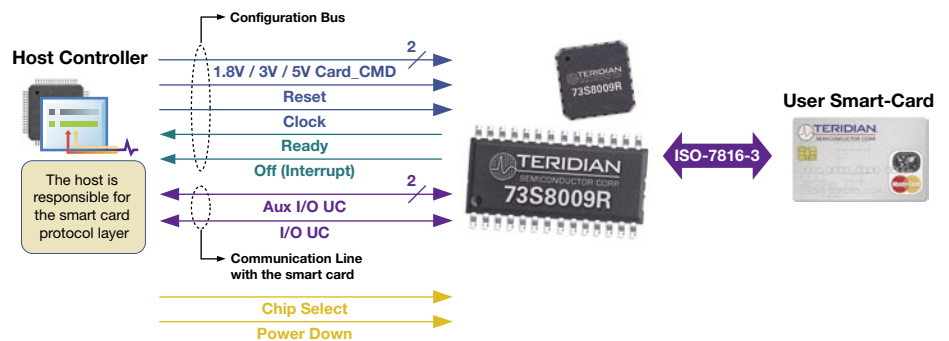 Configuration Bus
Host Controller
2
1.8V / 3V / 5V Card_CMD
Reset
Clock
Ready
Off (Interrupt)
The host is
responsible for
the smart card
protocol layer
2
Aux I/O UC
I/O UC
Communication Line
with the smart card
Chip Select
Power Down
TERIDIAN
73S8009R
TERIDIAN
SEMICONDUCTOR CORP.
73S8009R
ISO-7816-3
User Smart-Card
TERIDIAN
SEMICONDUCTOR CORP.
MasterCard